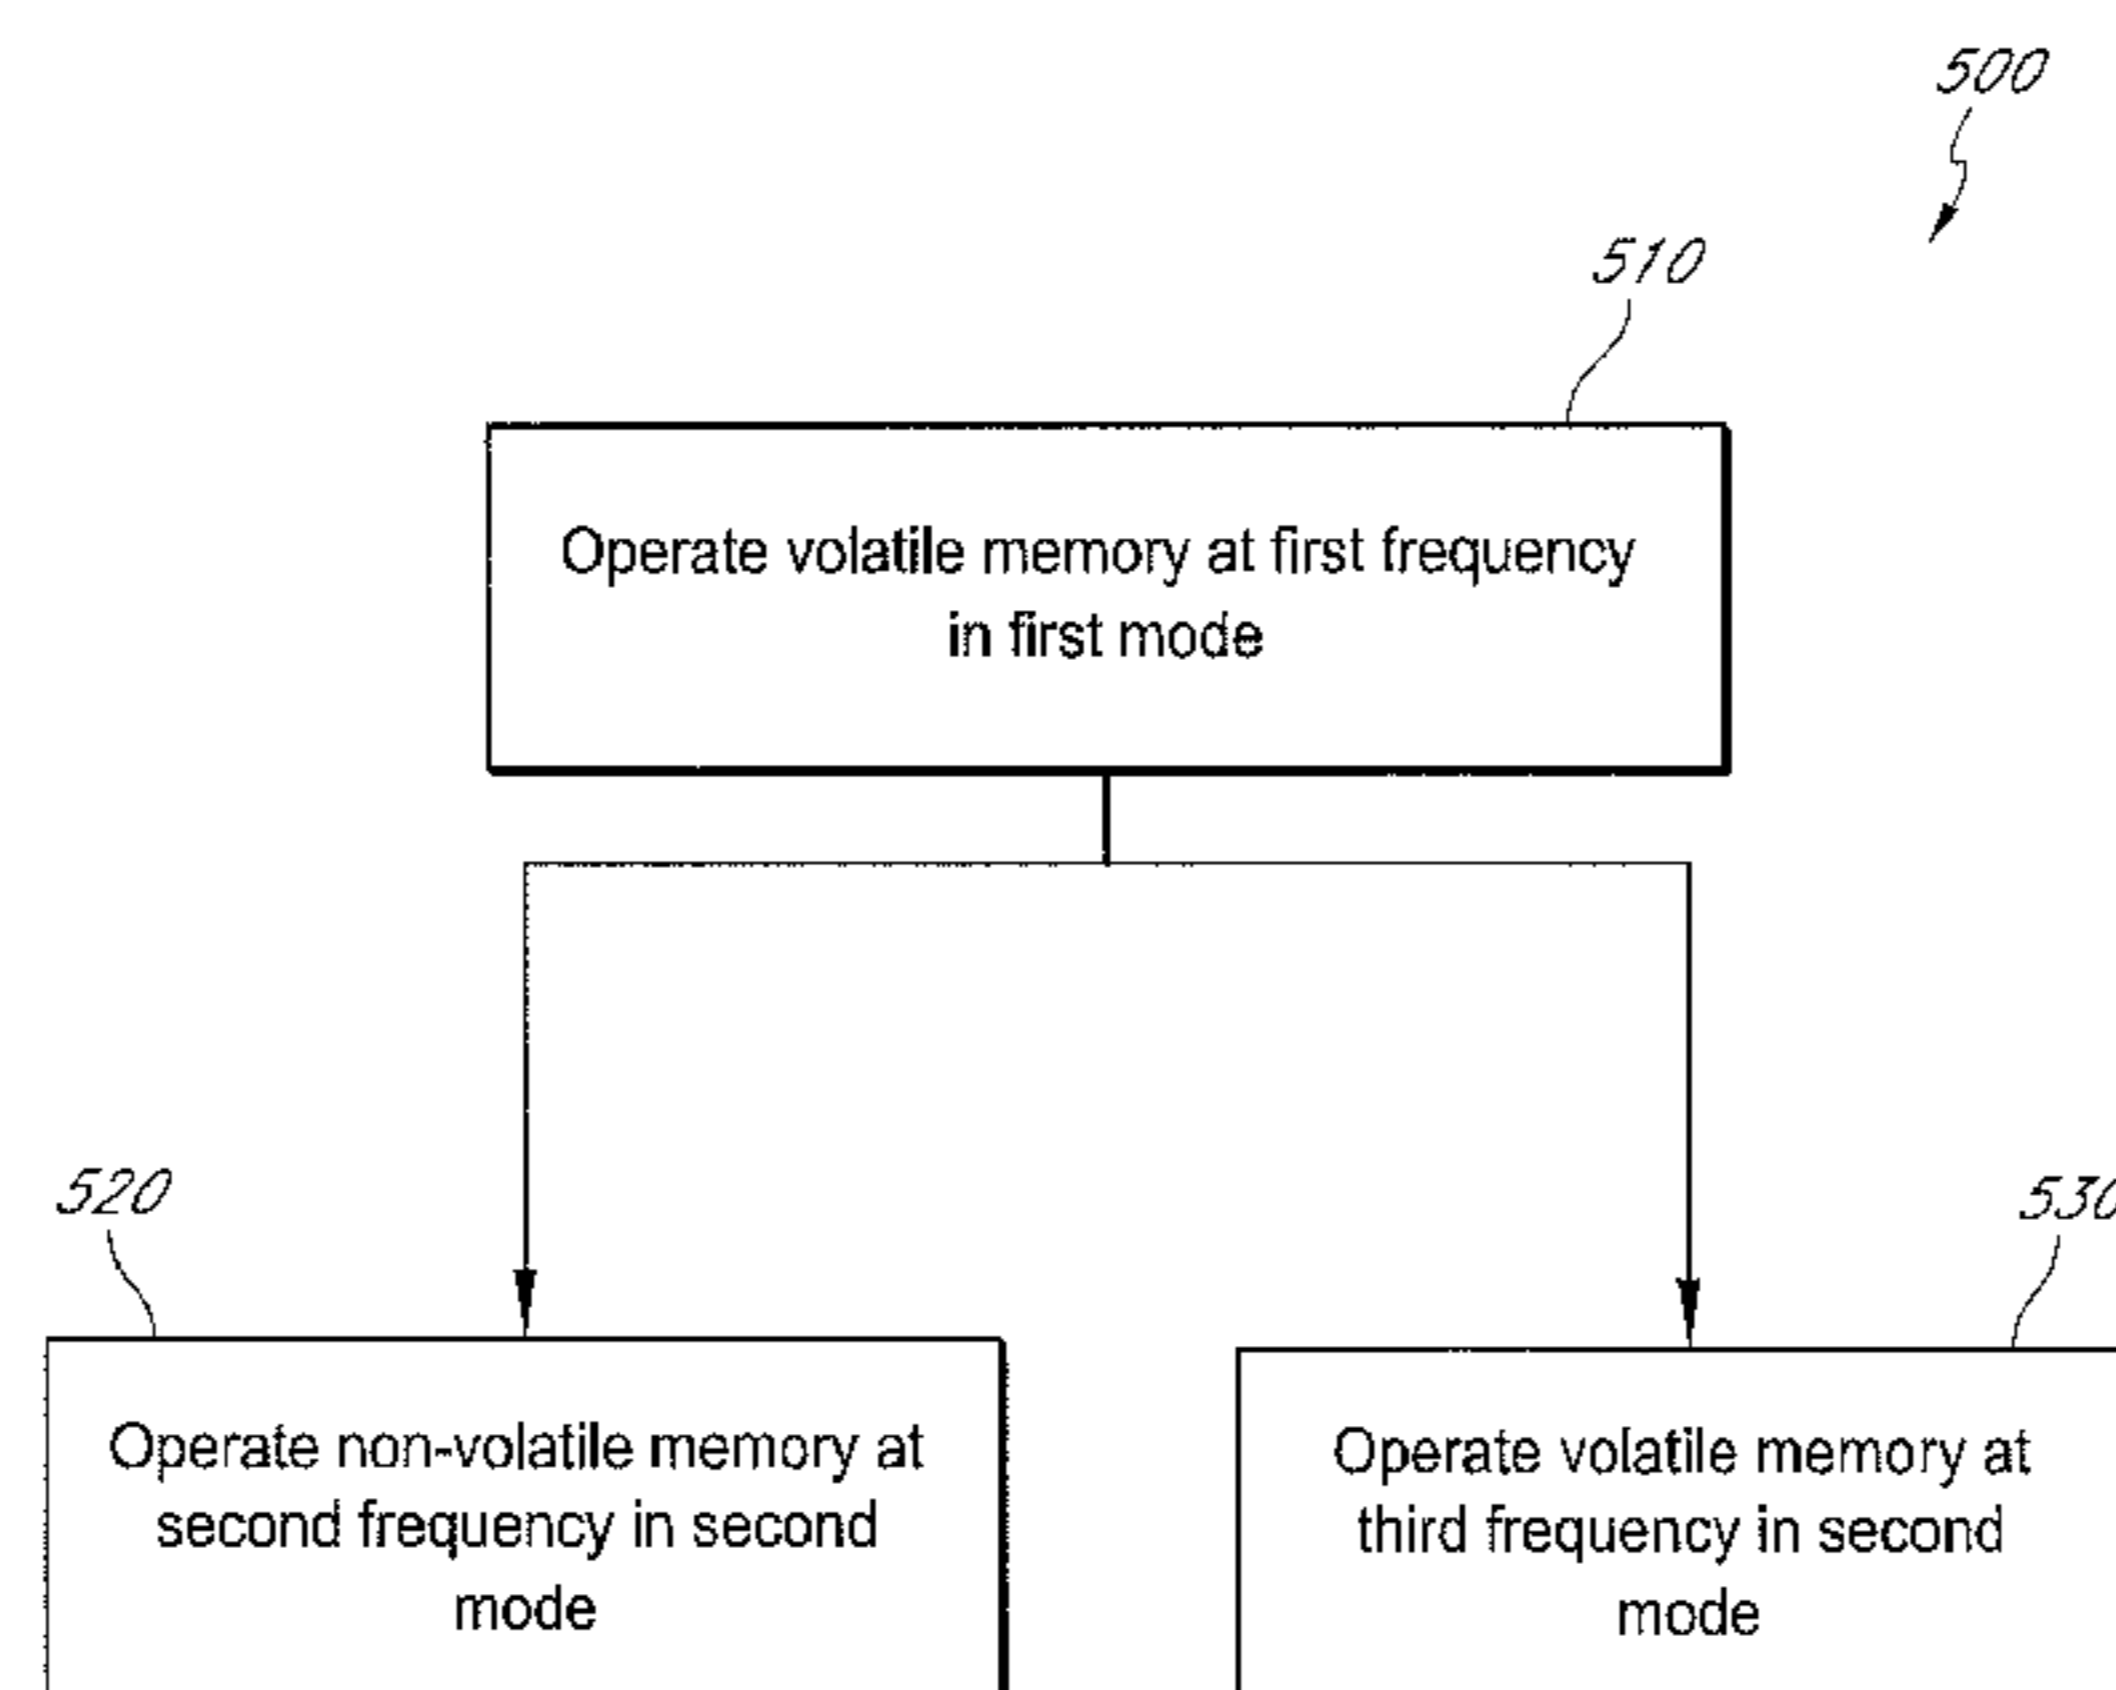 500
510
Operate volatile memory at first frequency
in first mode
520
530
Operate non-volatile memory at
second frequency in second
mode
Operate volatile memory at
third frequency in second
mode